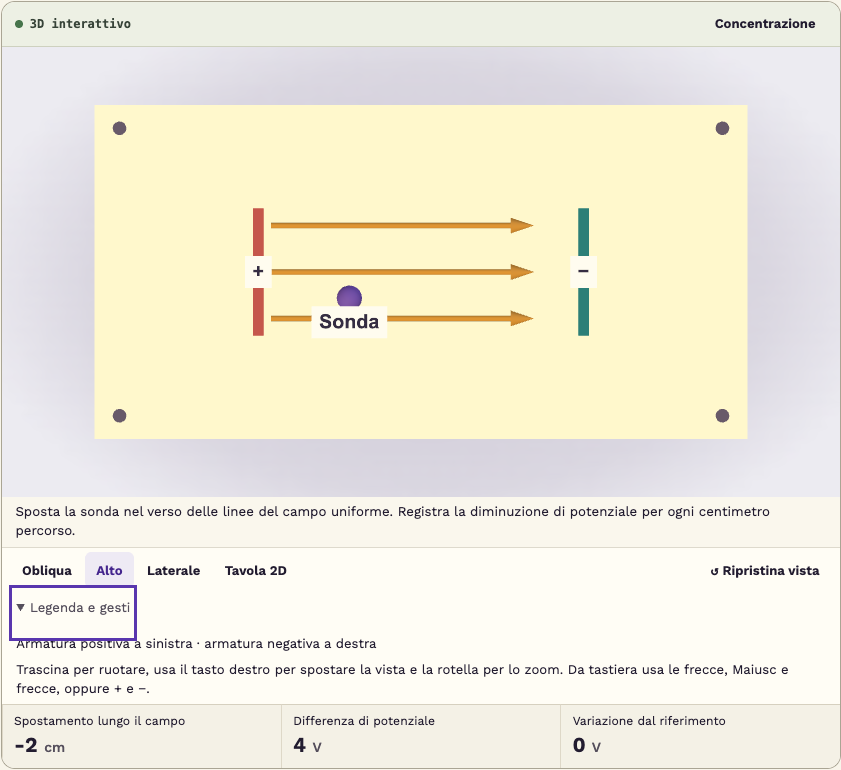 3D interattivo
Concentrazione
+
−
Sonda
Sposta la sonda nel verso delle linee del campo uniforme. Registra la diminuzione di potenziale per ogni centimetro
percorso.
Obliqua Alto Laterale Tavola 2D
↺ Ripristina vista
▼ Legenda e gesti
Armatura positiva a sinistra · armatura negativa a destra
Trascina per ruotare, usa il tasto destro per spostare la vista e la rotella per lo zoom. Da tastiera usa le frecce, Maiusc e
frecce, oppure + e −.
Spostamento lungo il campo
-2 cm
Differenza di potenziale
4 V
Variazione dal riferimento
0 V